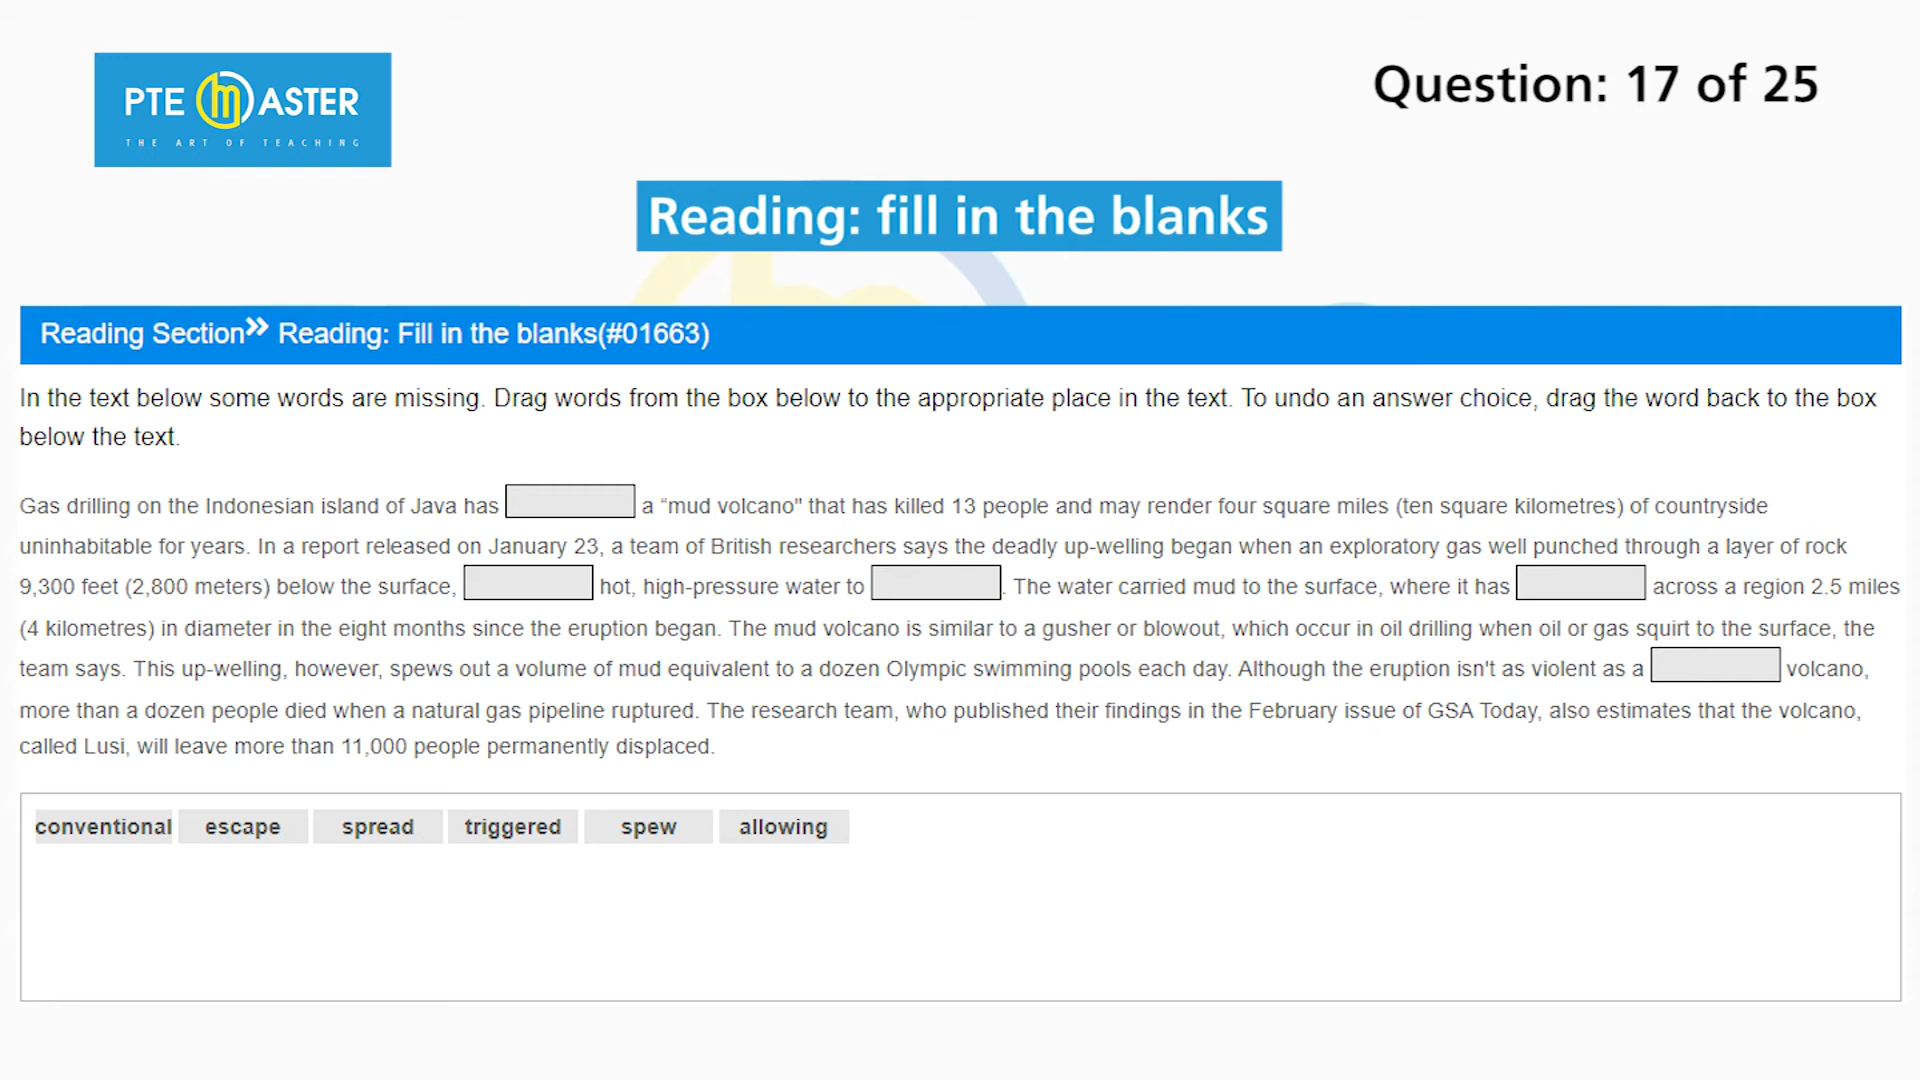 PTE MASTER
THE ART OF TEACHING
Question: 17 of 25
Reading: fill in the blanks
Reading Section» Reading: Fill in the blanks(#01663)
In the text below some words are missing. Drag words from the box below to the appropriate place in the text. To undo an answer choice, drag the word back to the box
below the text.
Gas drilling on the Indonesian island of Java has a “mud volcano" that has killed 13 people and may render four square miles (ten square kilometres) of countryside
uninhabitable for years. In a report released on January 23, a team of British researchers says the deadly up-welling began when an exploratory gas well punched through a layer of rock
9,300 feet (2,800 meters) below the surface, hot, high-pressure water to . The water carried mud to the surface, where it has across a region 2.5 miles
(4 kilometres) in diameter in the eight months since the eruption began. The mud volcano is similar to a gusher or blowout, which occur in oil drilling when oil or gas squirt to the surface, the
team says. This up-welling, however, spews out a volume of mud equivalent to a dozen Olympic swimming pools each day. Although the eruption isn't as violent as a volcano,
more than a dozen people died when a natural gas pipeline ruptured. The research team, who published their findings in the February issue of GSA Today, also estimates that the volcano,
called Lusi, will leave more than 11,000 people permanently displaced.
conventional escape spread triggered spew allowing